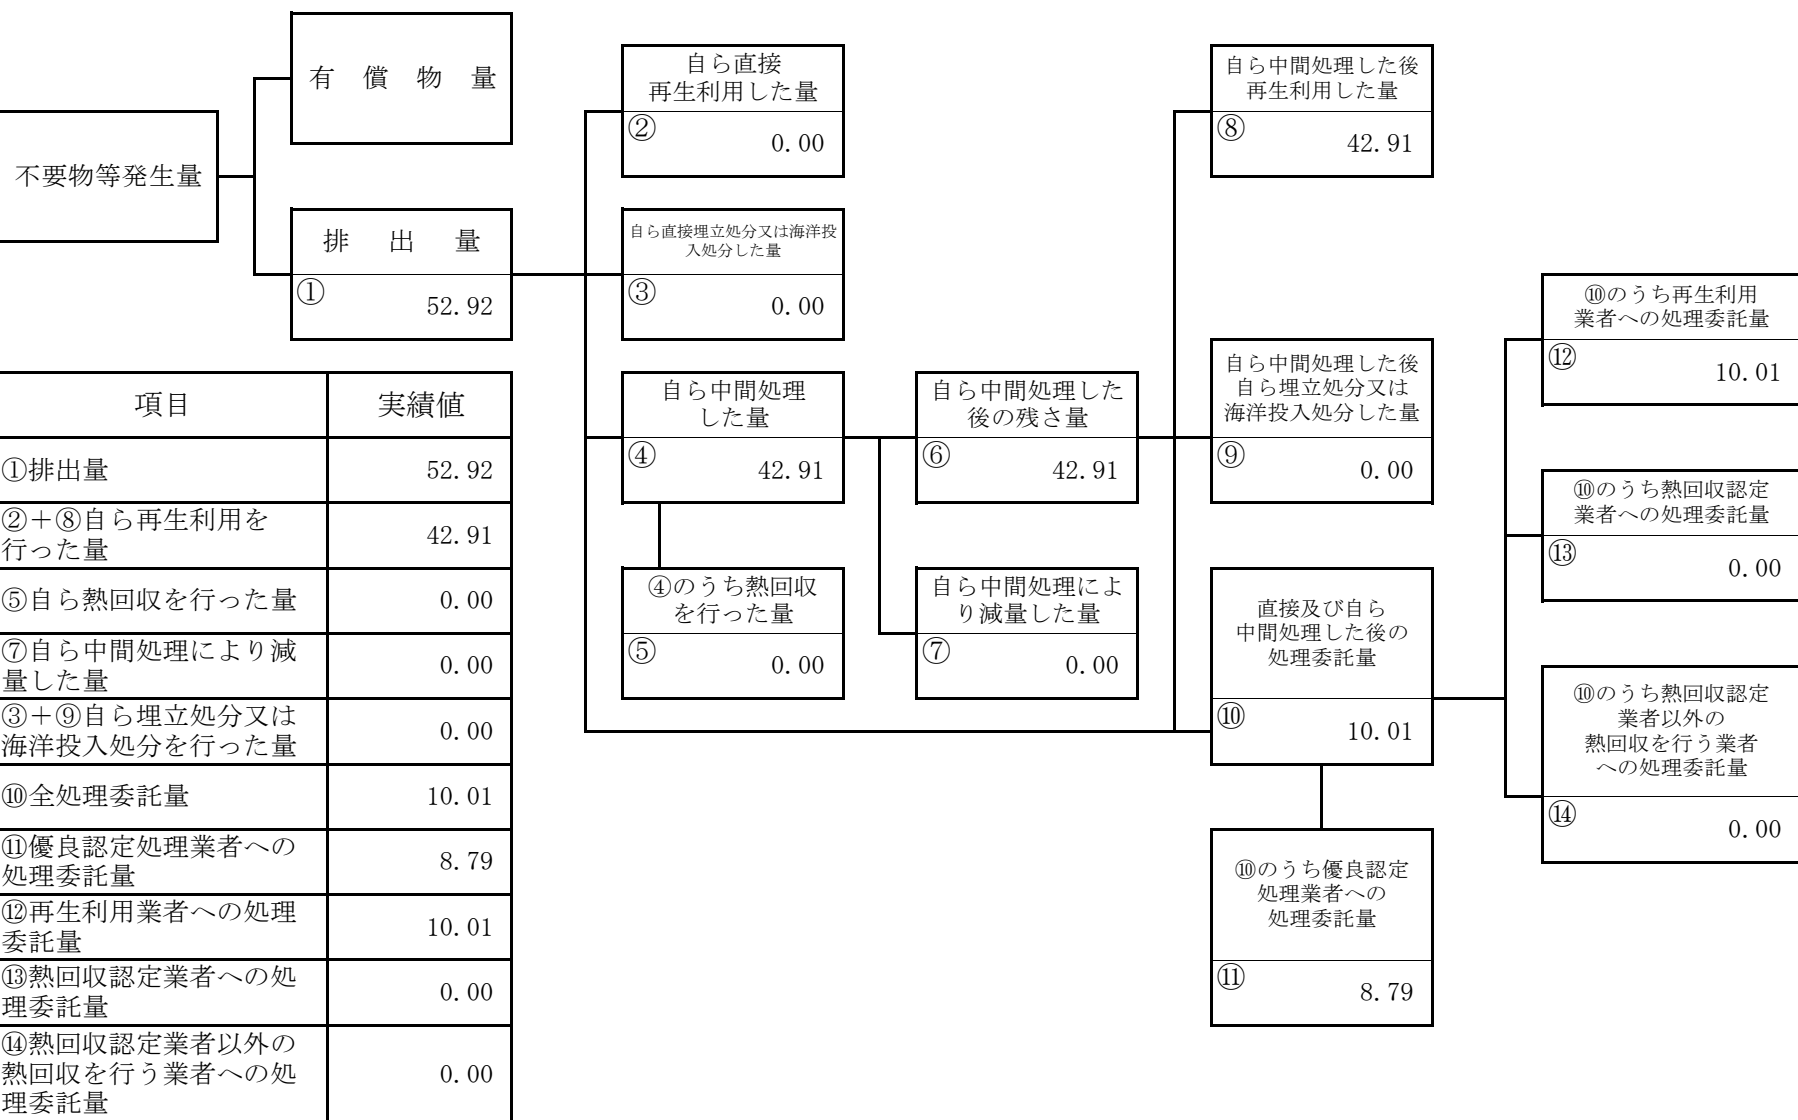 有 償 物 量
不要物等発生量
排 出 量
①
52.92
自ら直接
再生利用した量
②
0.00
自ら直接埋立処分又は海洋投
入処分した量
③
0.00
自ら中間処理
した量
④
42.91
④のうち熱回収
を行った量
⑤
0.00
自ら中間処理した
後の残さ量
⑥
42.91
自ら中間処理によ
り減量した量
⑦
0.00
自ら中間処理した後
再生利用した量
⑧
42.91
自ら中間処理した後
自ら埋立処分又は
海洋投入処分した量
⑨
0.00
直接及び自ら
中間処理した後の
処理委託量
⑩
10.01
⑩のうち優良認定
処理業者への
処理委託量
⑪
8.79
⑩のうち再生利用
業者への処理委託量
⑫
10.01
⑩のうち熱回収認定
業者への処理委託量
⑬
0.00
⑩のうち熱回収認定
業者以外の
熱回収を行う業者
への処理委託量
⑭
0.00
項目 実績値
①排出量 52.92
②＋⑧自ら再生利用を
行った量 42.91
⑤自ら熱回収を行った量 0.00
⑦自ら中間処理により減
量した量 0.00
③＋⑨自ら埋立処分又は
海洋投入処分を行った量 0.00
⑩全処理委託量 10.01
⑪優良認定処理業者への
処理委託量 8.79
⑫再生利用業者への処理
委託量 10.01
⑬熱回収認定業者への処
理委託量 0.00
⑭熱回収認定業者以外の
熱回収を行う業者への処
理委託量 0.00